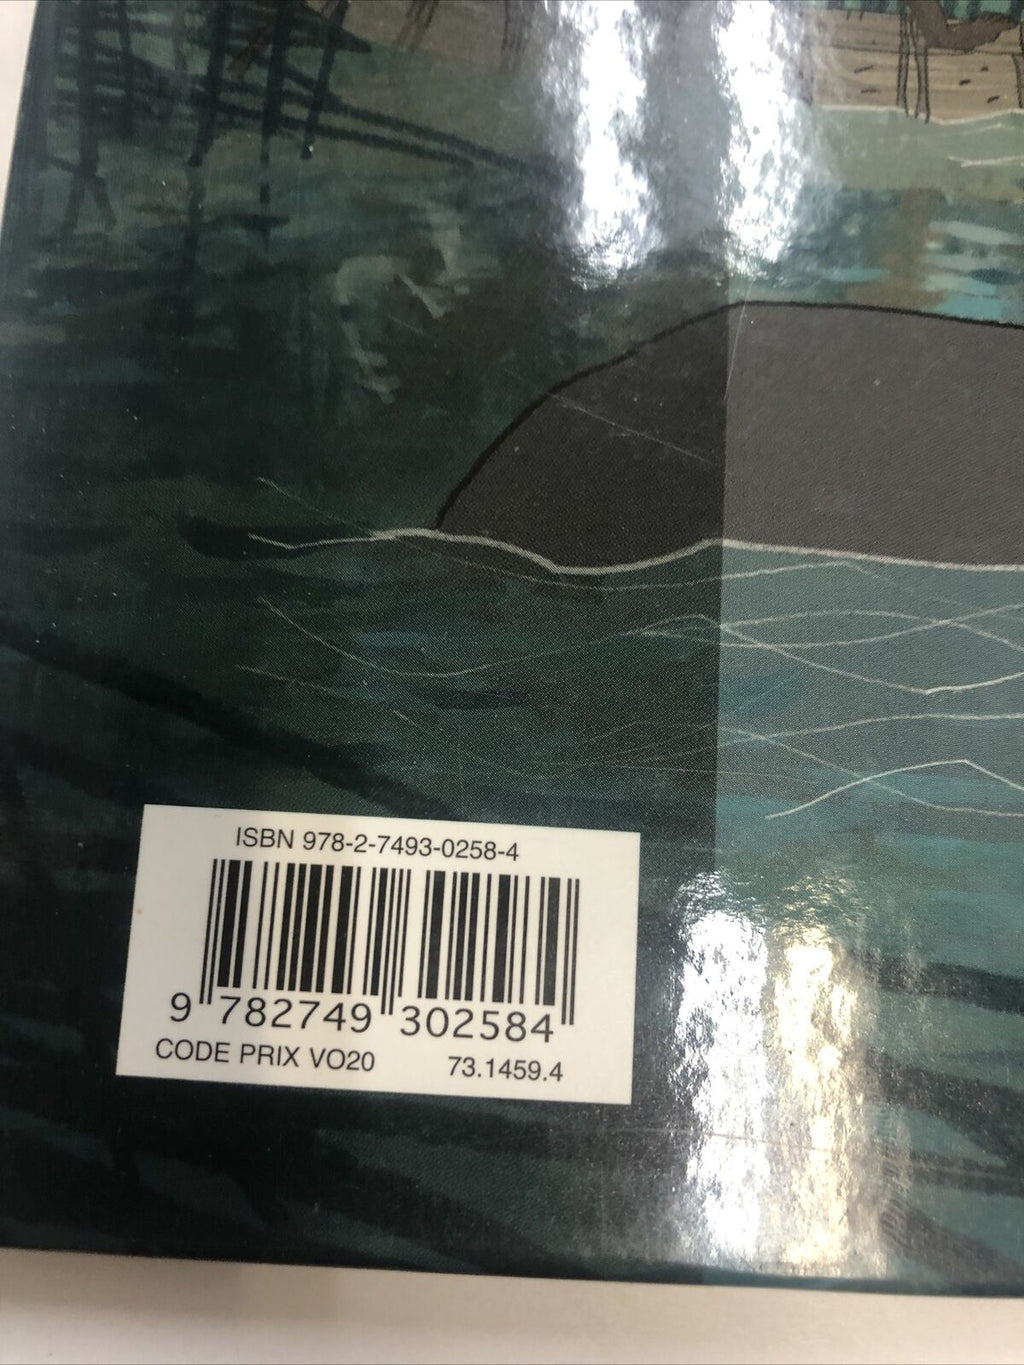 ISBN 978-2-7493-0258-4
9 782749 302584
CODE PRIX VO20 73.1459.4